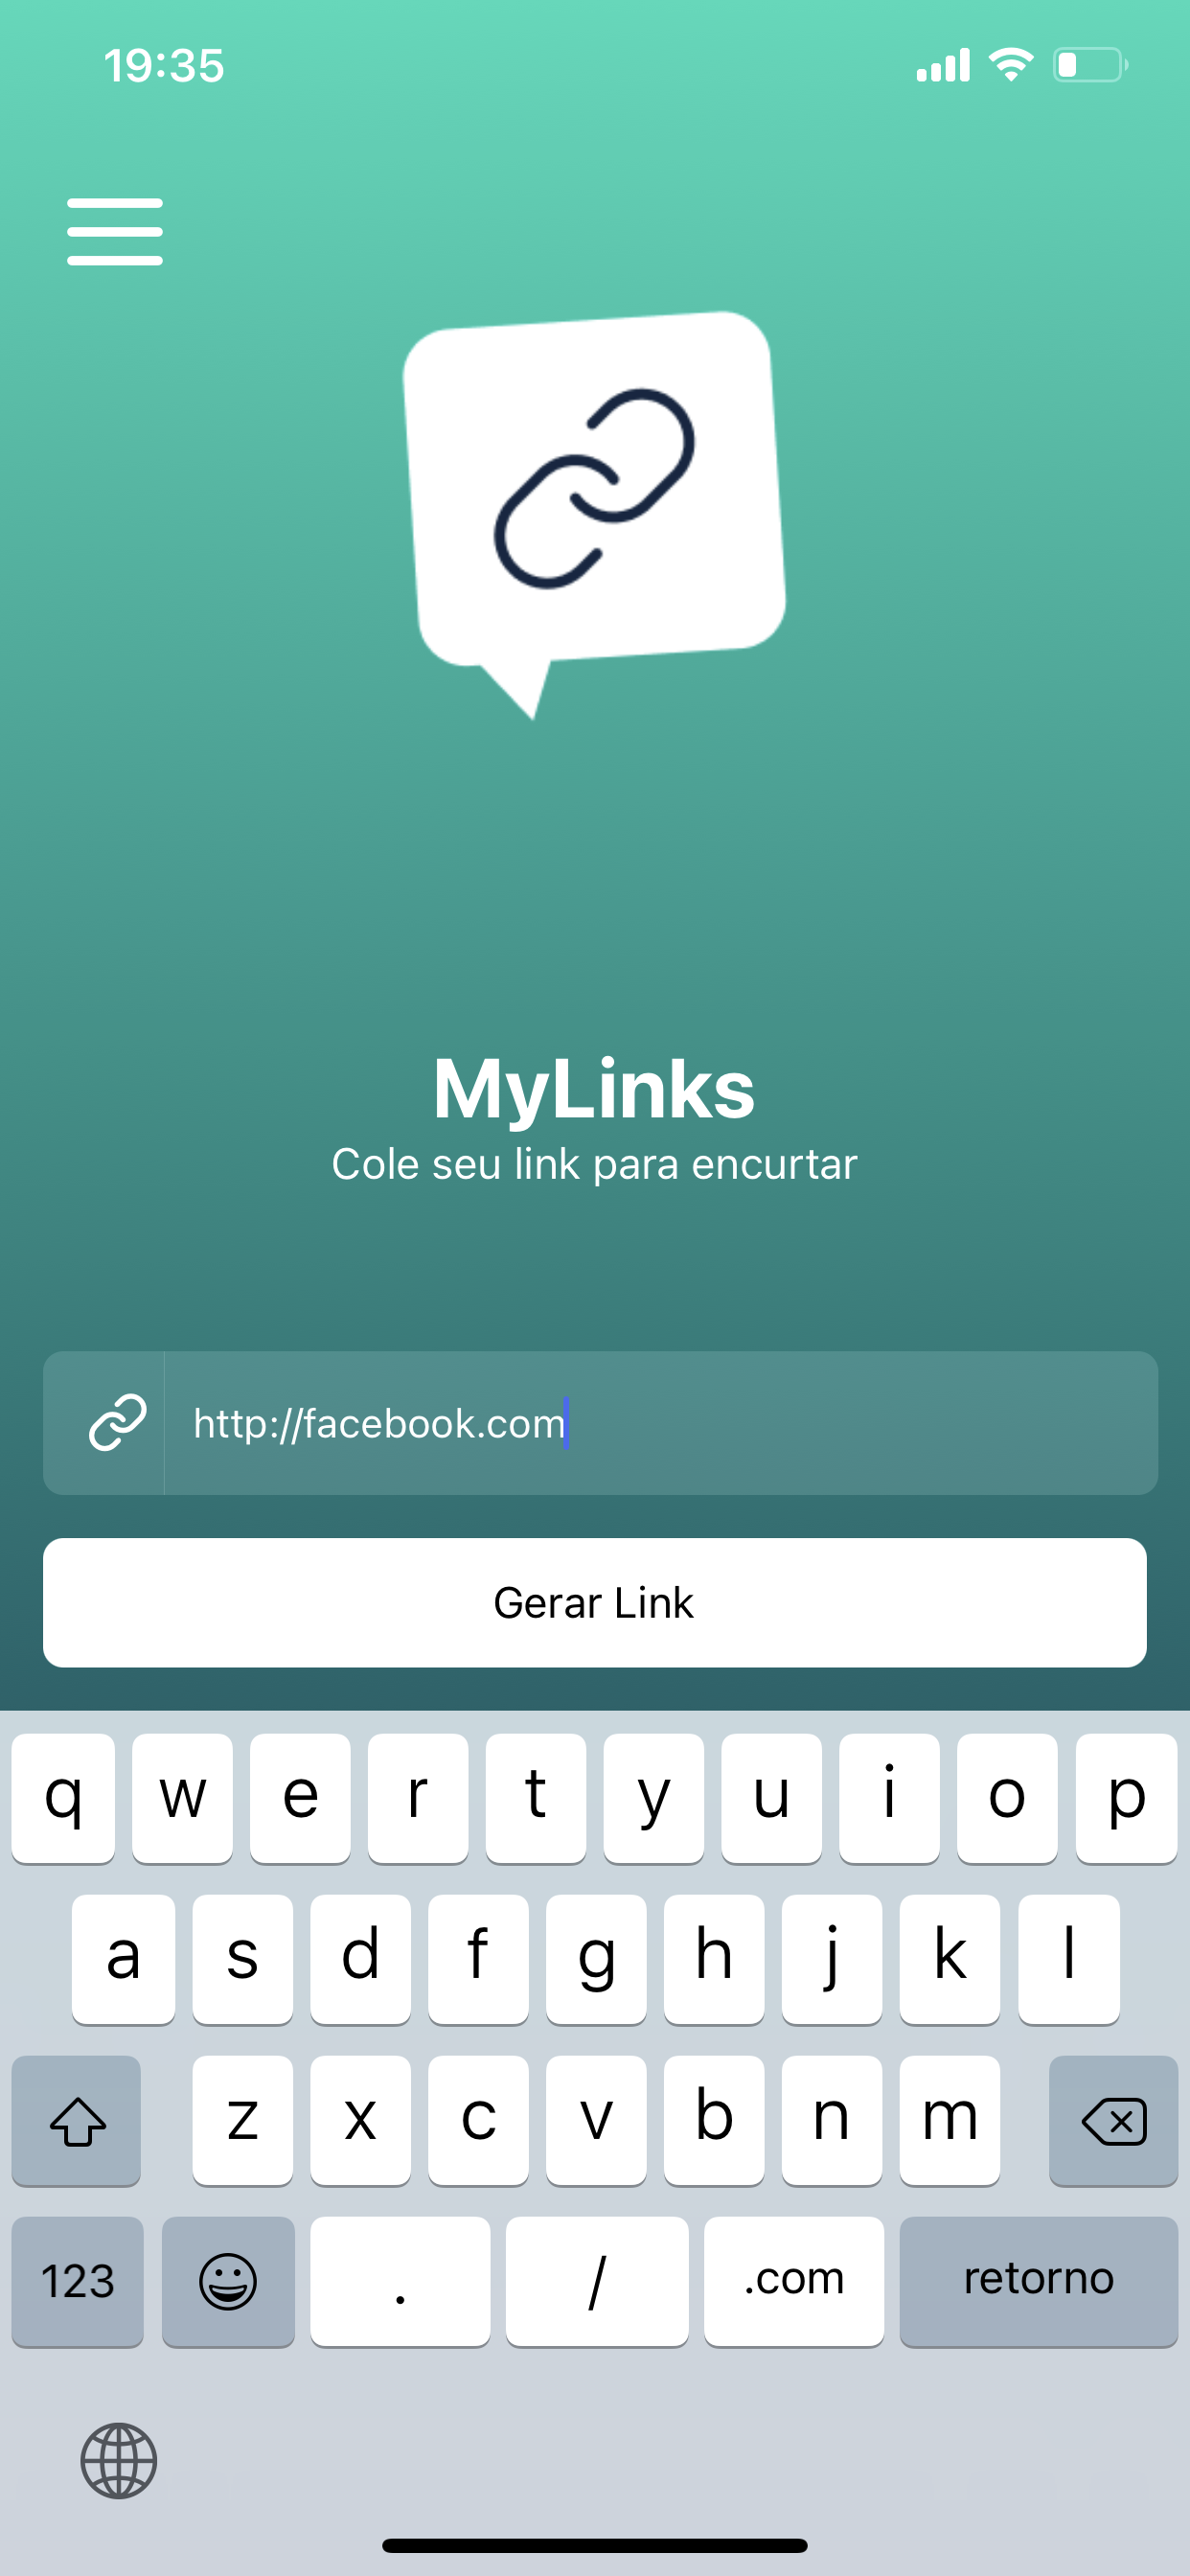 19:35
MyLinks
Cole seu link para encurtar
http://facebook.com
Gerar Link
q w e r t y u i o p
a s d f g h j k l
z x c v b n m
123 . / .com retorno